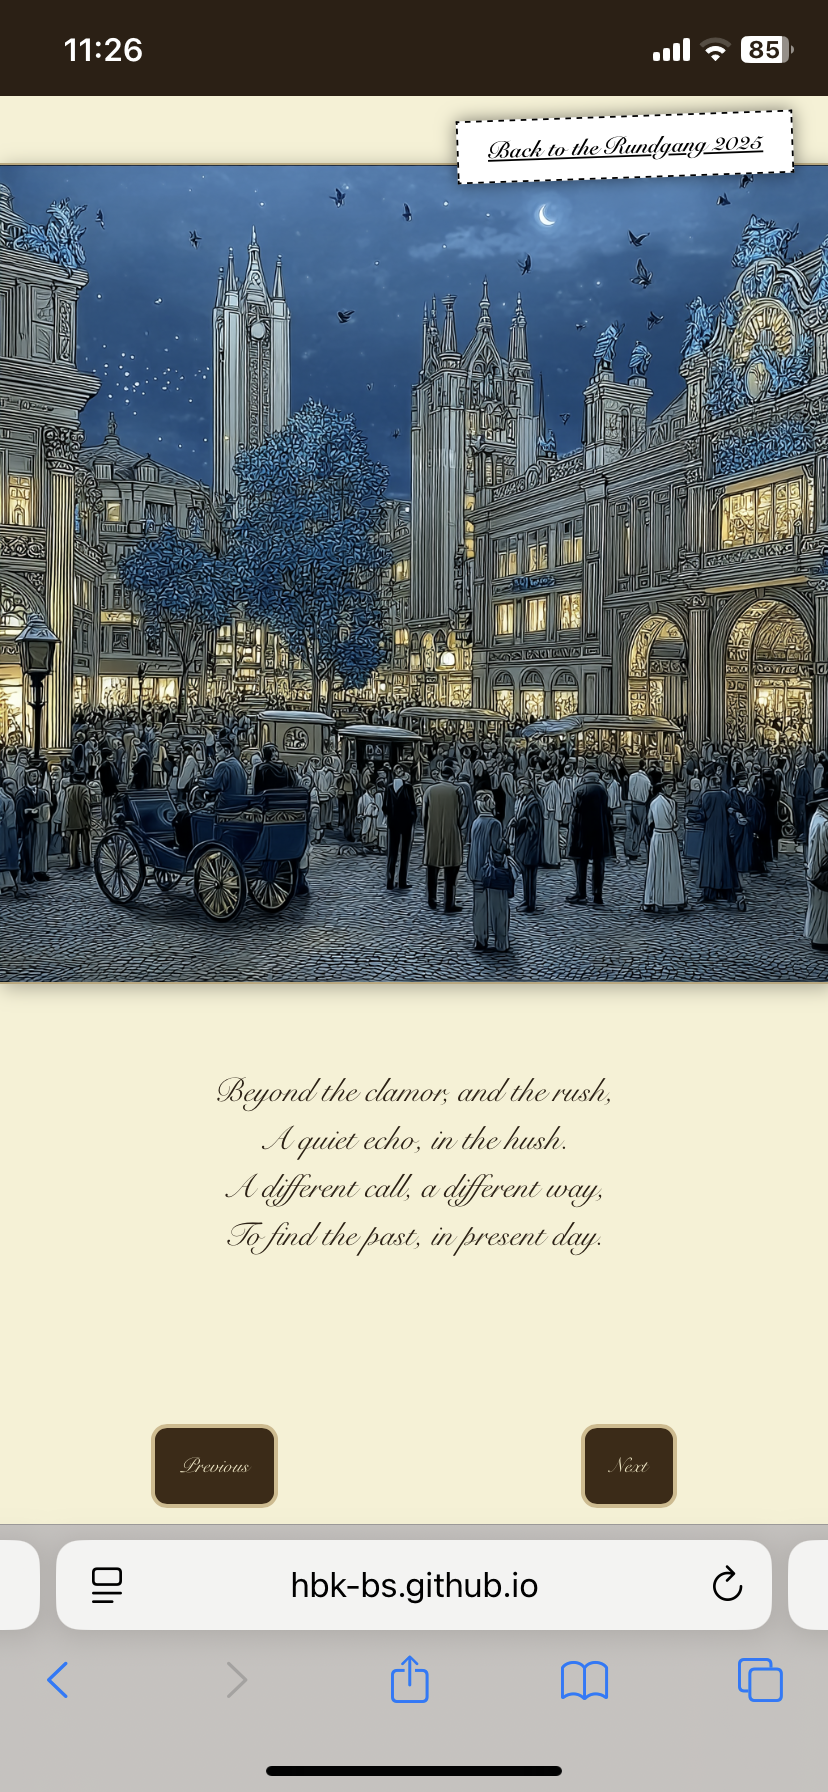 11:26
85
Back to the Rundgang 2025
Beyond the clamor, and the rush,
A quiet echo, in the hush.
A different call, a different way,
To find the past, in present day.
Previous
Next
hbk-bs.github.io